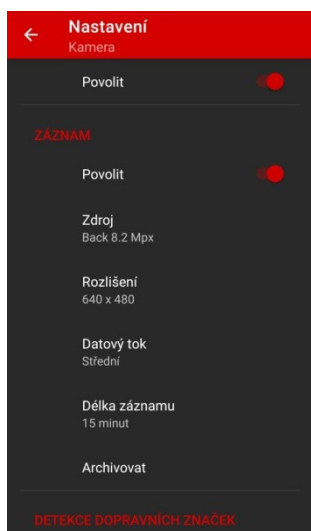 Nastavení
Kamera
Povolit
ZÁZNAM
Povolit
Zdroj
Back 8.2 Mpx
Rozlišení
640 x 480
Datový tok
Střední
Délka záznamu
15 minut
Archivovat
DETEKCE DOPRAVNÍCH ZNAČEK